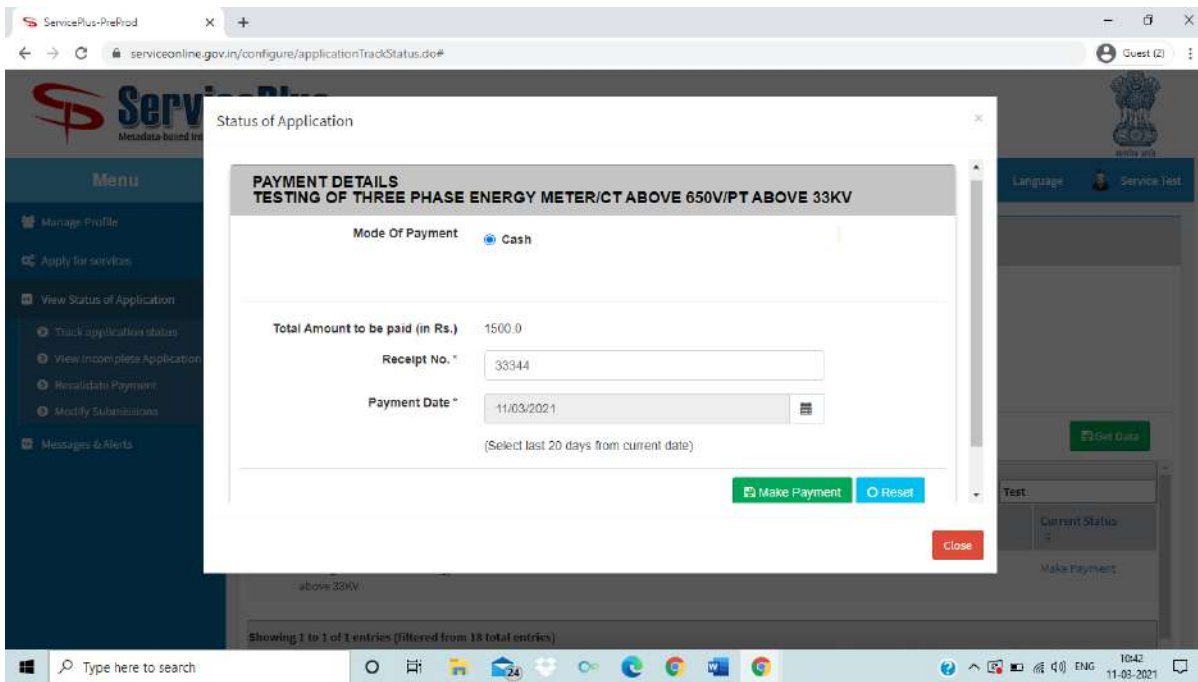 ServicePlus-PreProd
serviceonline.gov.in/configure/applicationTrackStatus.do#
Guest (2)
Metadata-based
Status of Application
Menu
Language
Service Test
PAYMENT DETAILS
TESTING OF THREE PHASE ENERGY METER/CT ABOVE 650V/PT ABOVE 33KV
Manage Profile
Mode Of Payment
Cash
Apply for services
View Status of Application
Track application status
View Incomplete Application
Revalidate Payment
Modify Submissions
Messages & Alerts
Total Amount to be paid (in Rs.) 1500.0
Receipt No. * 33344
Payment Date * 11/03/2021
(Select last 20 days from current date)
Get Data
Make Payment
Reset
Test
Current Status
Close
Make Payment
above 33KV
Showing 1 to 1 of 1 entries (filtered from 18 total entries)
Type here to search
24
ENG
10:42
11-03-2021